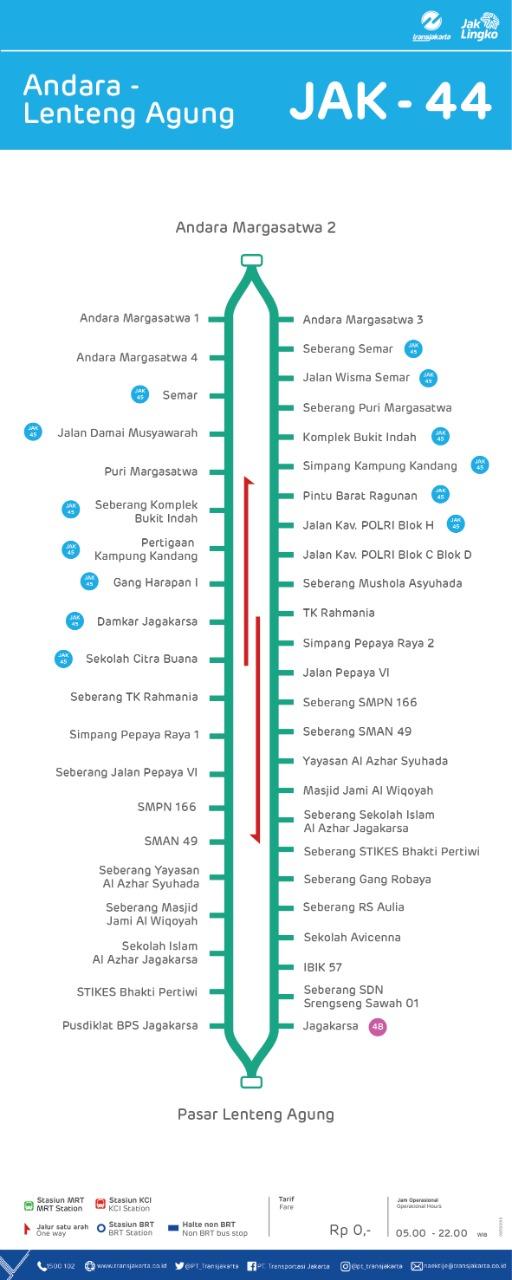 transjakarta
Jak
Lingko
Andara -
Lenteng Agung
JAK - 44
Andara Margasatwa 2
Andara Margasatwa 1
Andara Margasatwa 4
JAK
45
Semar
JAK
45
Jalan Damai Musyawarah
Puri Margasatwa
JAK
45
Seberang Komplek
Bukit Indah
JAK
45
Pertigaan
Kampung Kandang
JAK
45
Gang Harapan I
JAK
45
Damkar Jagakarsa
JAK
45
Sekolah Citra Buana
Seberang TK Rahmania
Simpang Pepaya Raya 1
Seberang Jalan Pepaya VI
SMPN 166
SMAN 49
Seberang Yayasan
Al Azhar Syuhada
Seberang Masjid
Jami Al Wiqoyah
Sekolah Islam
Al Azhar Jagakarsa
STIKES Bhakti Pertiwi
Pusdiklat BPS Jagakarsa
Andara Margasatwa 3
Seberang Semar
JAK
45
Jalan Wisma Semar
JAK
45
Seberang Puri Margasatwa
Komplek Bukit Indah
JAK
45
Simpang Kampung Kandang
JAK
45
Pintu Barat Ragunan
JAK
45
Jalan Kav. POLRI Blok H
JAK
45
Jalan Kav. POLRI Blok C Blok D
Seberang Mushola Asyuhada
TK Rahmania
Simpang Pepaya Raya 2
Jalan Pepaya VI
Seberang SMPN 166
Seberang SMAN 49
Yayasan Al Azhar Syuhada
Masjid Jami Al Wiqoyah
Seberang Sekolah Islam
Al Azhar Jagakarsa
Seberang STIKES Bhakti Pertiwi
Seberang Gang Robaya
Seberang RS Aulia
Sekolah Avicenna
IBIK 57
Seberang SDN
Srengseng Sawah 01
Jagakarsa
4B
Pasar Lenteng Agung
Stasiun MRT
MRT Station
Stasiun KCI
KCI Station
Jalur satu arah
One way
Stasiun BRT
BRT Station
Halte non BRT
Non BRT bus stop
Tarif
Fare
Rp 0,-
Jam Operasional
Operational Hours
05.00 - 22.00 WIB
1500 102
www.transjakarta.co.id
@PT_Transjakarta
PT. Transportasi Jakarta
@pt_transjakarta
naektije@transjakarta.co.id